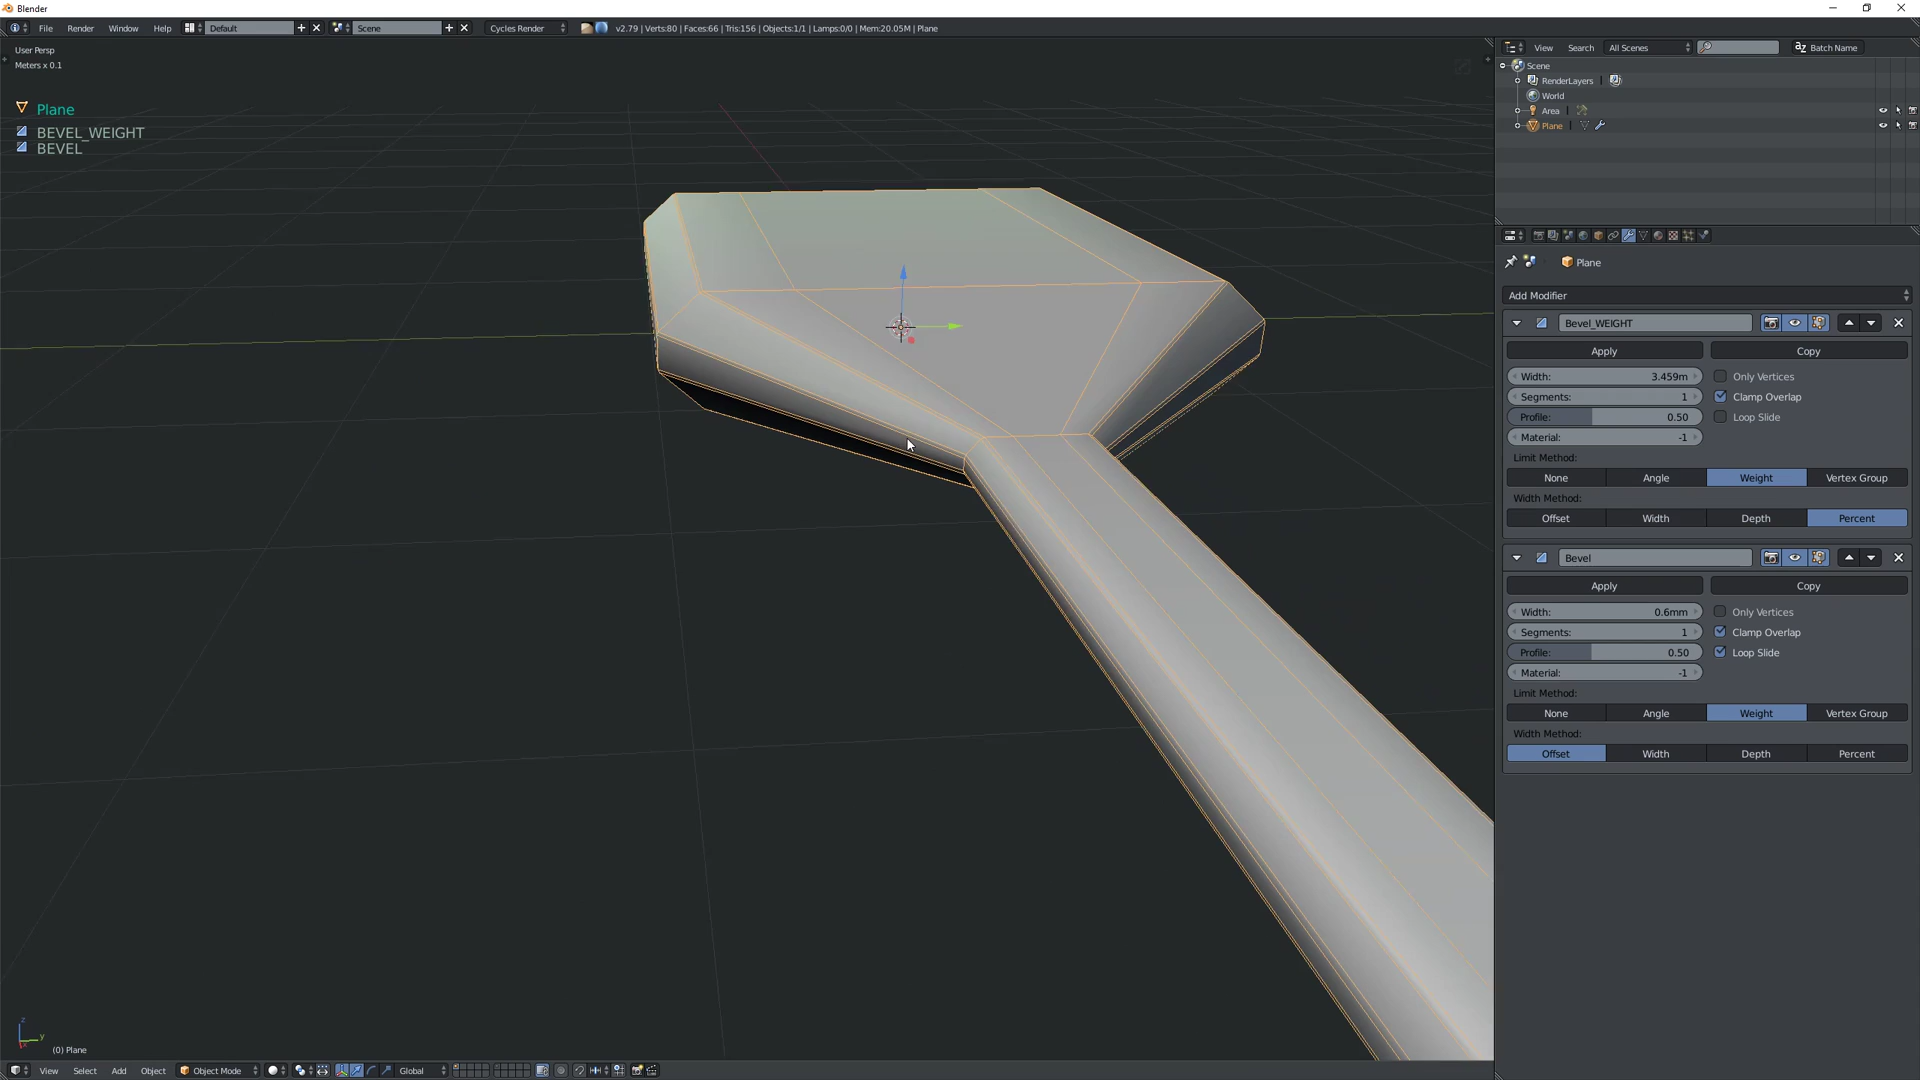 Blender
File Render Window Help Default Scene Cycles Render v2.79 | Verts:80 | Faces:66 | Tris:156 | Objects:1/1 | Lamps:0/0 | Mem:20.05M | Plane
User Persp
Meters x 0.1
Plane
BEVEL_WEIGHT
BEVEL
(0) Plane
View Select Add Object Object Mode Global
View Search All Scenes Batch Name
Scene
RenderLayers
World
Area
Plane
Plane
Add Modifier
Bevel_WEIGHT
Apply Copy
Width: 3.459m Only Vertices
Segments: 1 Clamp Overlap
Profile: 0.50 Loop Slide
Material: -1
Limit Method:
None Angle Weight Vertex Group
Width Method:
Offset Width Depth Percent
Bevel
Apply Copy
Width: 0.6mm Only Vertices
Segments: 1 Clamp Overlap
Profile: 0.50 Loop Slide
Material: -1
Limit Method:
None Angle Weight Vertex Group
Width Method:
Offset Width Depth Percent